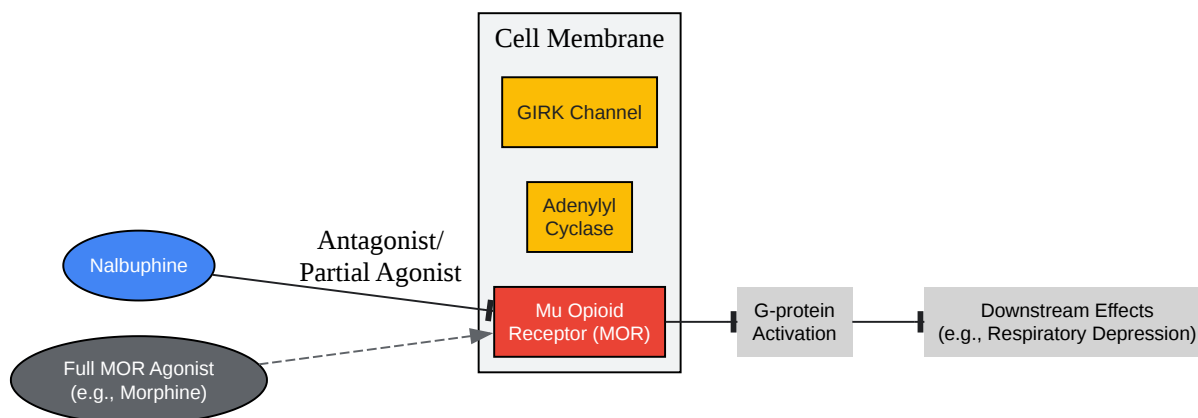 Cell Membrane
GIRK Channel
Adenylyl
Cyclase
Antagonist/
Partial Agonist
Nalbuphine
Mu Opioid
Receptor (MOR)
G-protein
Activation
Downstream Effects
(e.g., Respiratory Depression)
Full MOR Agonist
(e.g., Morphine)